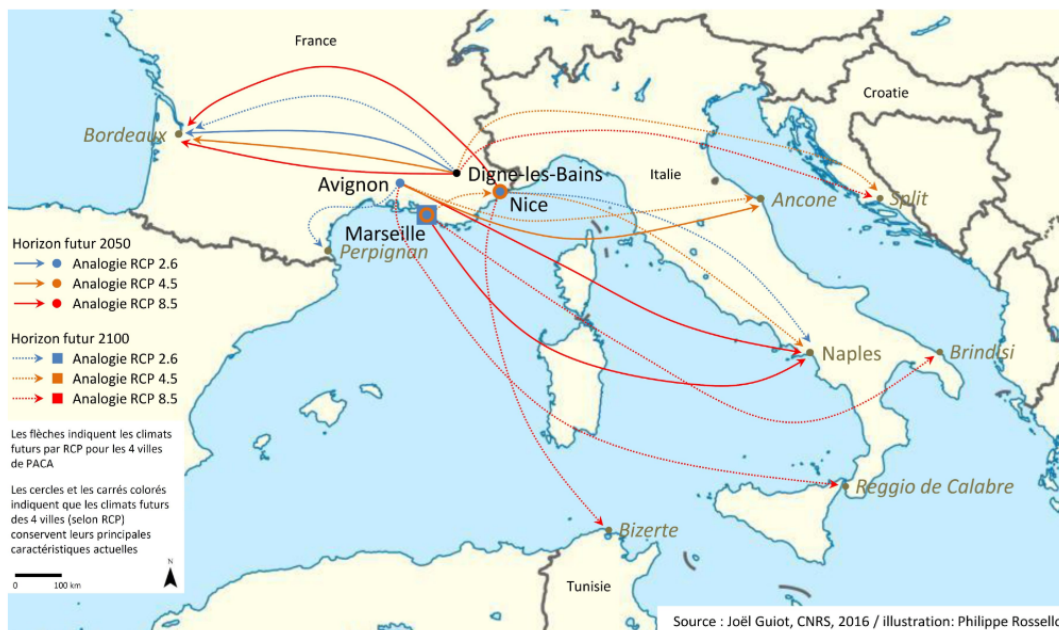 France
Croatie
Bordeaux
Digne-les-Bains
Avignon
Italie
Nice
Ancone
Split
Marseille
Perpignan
Horizon futur 2050
Analogie RCP 2.6
Analogie RCP 4.5
Analogie RCP 8.5
Horizon futur 2100
Analogie RCP 2.6
Analogie RCP 4.5
Analogie RCP 8.5
Naples
Brindisi
Les flèches indiquent les climats
futurs par RCP pour les 4 villes
de PACA
Les cercles et les carrés colorés
indiquent que les climats futurs
des 4 villes (selon RCP)
conservent leurs principales
caractéristiques actuelles
Reggio de Calabre
Bizerte
N
0 100 km
Tunisie
Source : Joël Guiot, CNRS, 2016 / illustration: Philippe Rossello